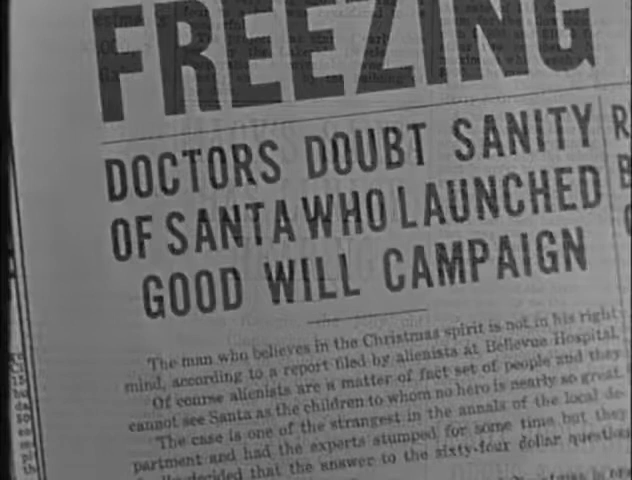 FREEZING
DOCTORS DOUBT SANITY
OF SANTA WHO LAUNCHED
GOOD WILL CAMPAIGN
The man who believes in the Christmas spirit is not in his right
mind, according to a report filed by alienists at Bellevue Hospital.
Of course alienists are a matter of fact set of people and they
cannot see Santa as the children to whom no hero is nearly so great.
The case is one of the strangest in the annals of the local de-
partment and had the experts stumped for some time but they
decided that the answer to the sixty-four dollar question